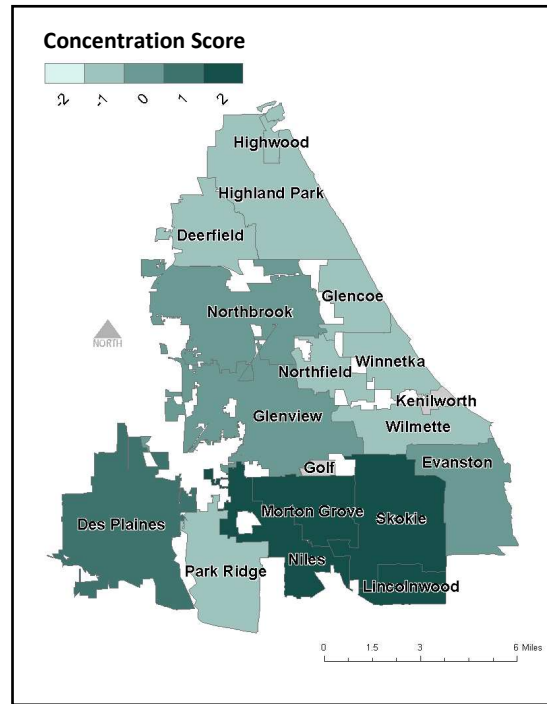 Concentration Score
-2 -1 0 1 2
Highwood
Highland Park
Deerfield
Glencoe
Northbrook
NORTH
Winnetka
Northfield
Kenilworth
Glenview
Wilmette
Evanston
Golf
Morton Grove
Skokie
Des Plaines
Niles
Park Ridge
Lincolnwood
0 1.5 3 6 Miles